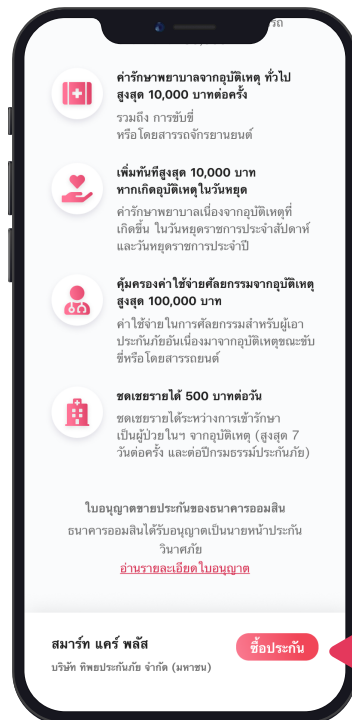 ค่ารักษาพยาบาลจากอุบัติเหตุ ทั่วไป
สูงสุด 10,000 บาทต่อครั้ง
รวมถึง การขับขี่
หรือโดยสารรถจักรยานยนต์
เพิ่มทันทีสูงสุด 10,000 บาท
หากเกิดอุบัติเหตุในวันหยุด
ค่ารักษาพยาบาลเนื่องจากอุบัติเหตุที่
เกิดขึ้น ในวันหยุดราชการประจำสัปดาห์
และวันหยุดราชการประจำปี
คุ้มครองค่าใช้จ่ายศัลยกรรมจากอุบัติเหตุ
สูงสุด 100,000 บาท
ค่าใช้จ่ายในการศัลยกรรมสำหรับผู้เอา
ประกันภัยอันเนื่องมาจากอุบัติเหตุขณะขับ
ขี่หรือโดยสารรถยนต์
ชดเชยรายได้ 500 บาทต่อวัน
ชดเชยรายได้ระหว่างการเข้ารักษา
เป็นผู้ป่วยในฯ จากอุบัติเหตุ (สูงสุด 7
วันต่อครั้ง และต่อปีกรมธรรม์ประกันภัย)
ใบอนุญาตขายประกันของธนาคารออมสิน
ธนาคารออมสินได้รับอนุญาตเป็นนายหน้าประกัน
วินาศภัย
อ่านรายละเอียดใบอนุญาต
สมาร์ท แคร์ พลัส
ซื้อประกัน
บริษัท ทิพยประกันภัย จำกัด (มหาชน)